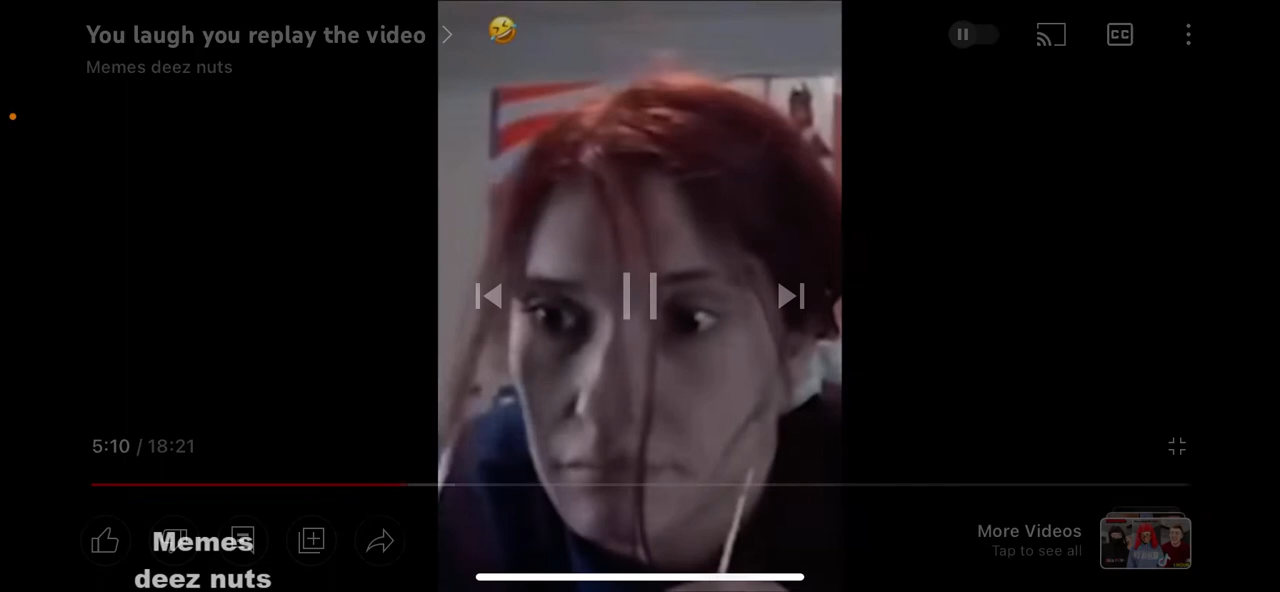 You laugh you replay the video
Memes deez nuts
CC
5:10 / 18:21
More Videos
Tap to see all
Memes
deez nuts